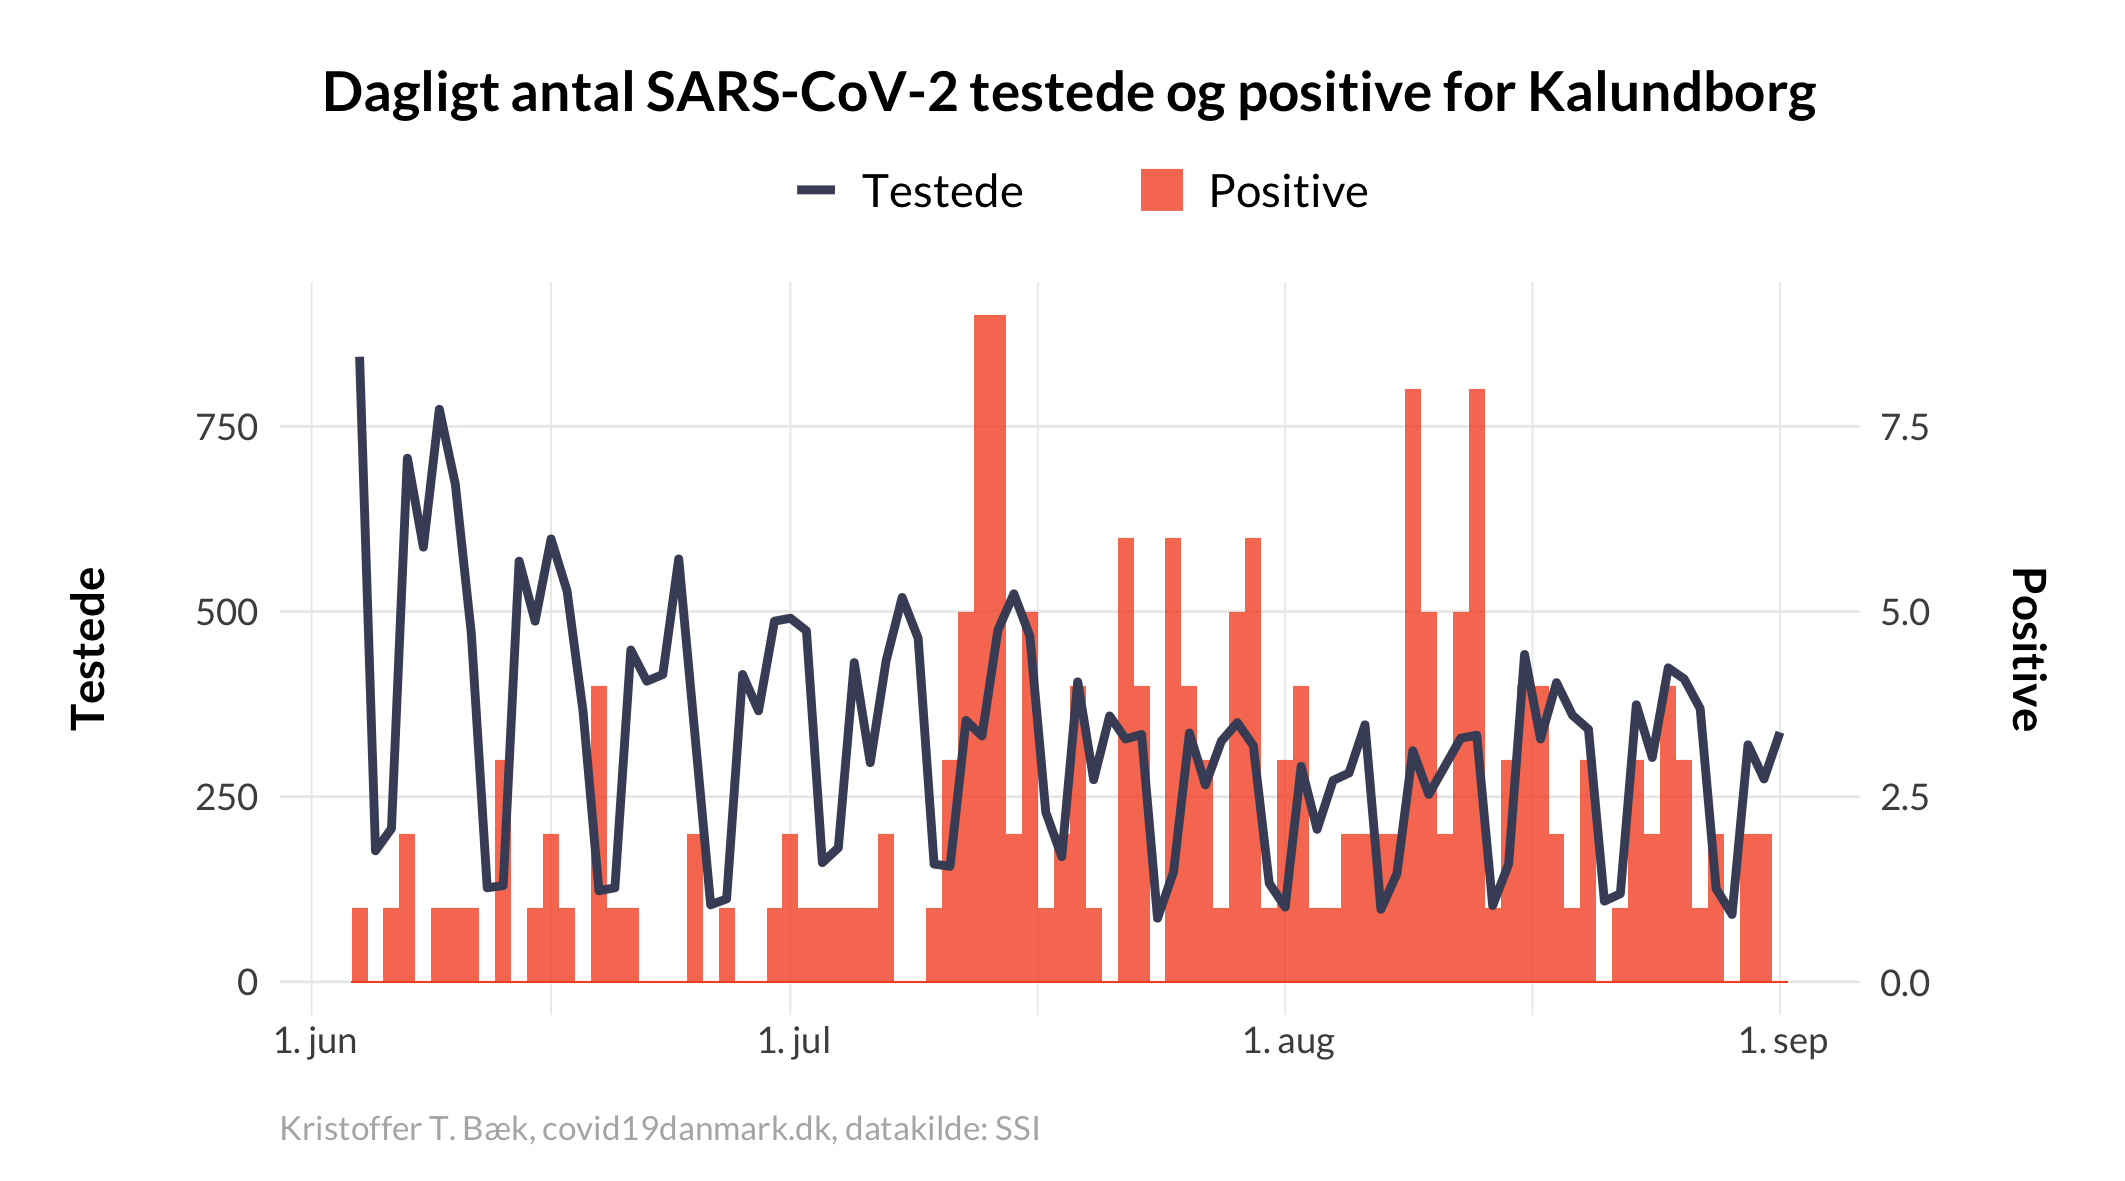 Dagligt antal SARS-CoV-2 testede og positive for Kalundborg
Testede
Positive
750
500
250
0
7.5
5.0
2.5
0.0
Testede
Positive
1. jun
1. jul
1. aug
1. sep
Kristoffer T. Bæk, covid19danmark.dk, datakilde: SSI